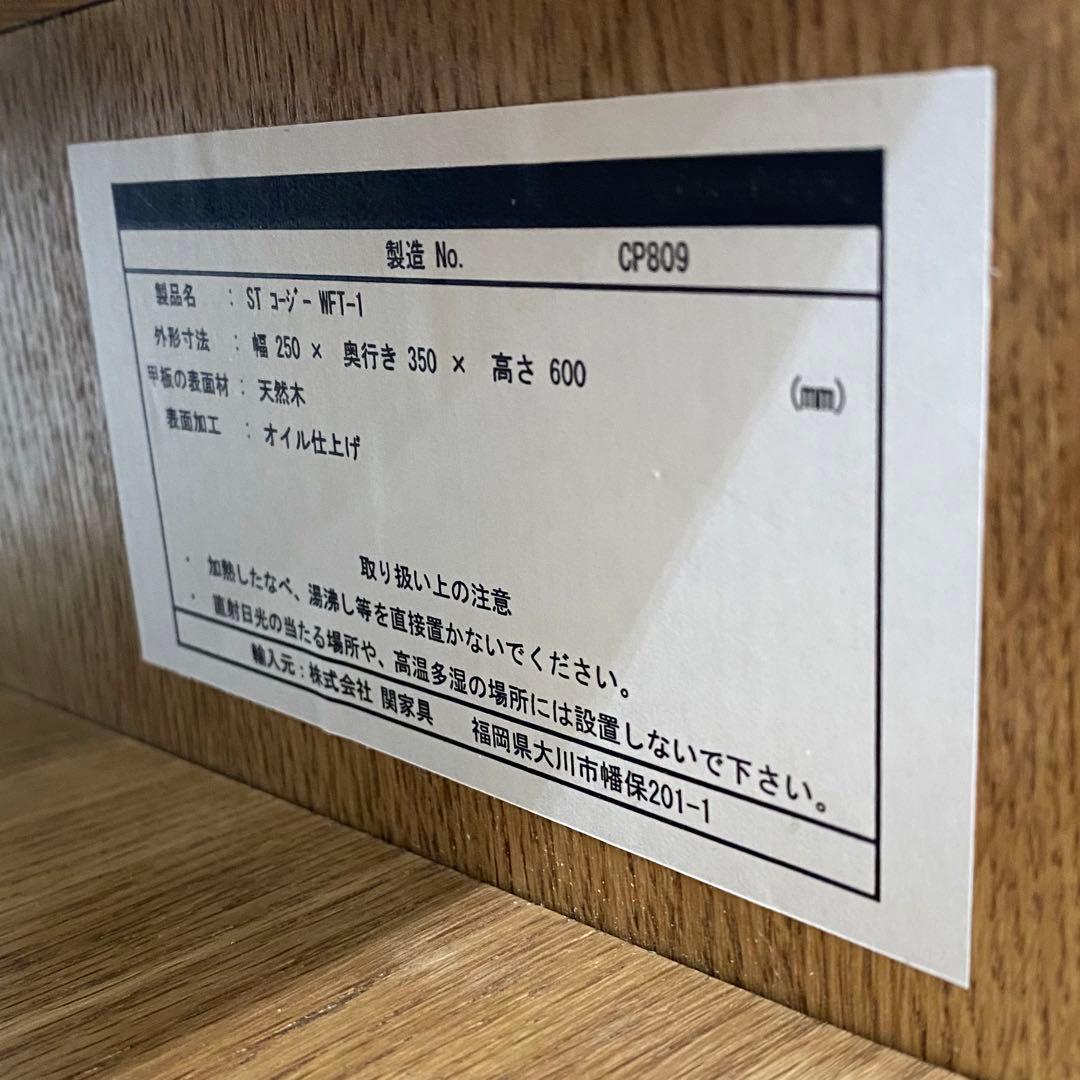 製造 No. CP809
製品名 : ST コージー WFT-1
外形寸法 : 幅 250 × 奥行き 350 × 高さ 600 (mm)
甲板の表面材 : 天然木
表面加工 : オイル仕上げ
取り扱い上の注意
・ 加熱したなべ、湯沸し等を直接置かないでください。
・ 直射日光の当たる場所や、高温多湿の場所には設置しないで下さい。
輸入元：株式会社 関家具 福岡県大川市幡保201-1